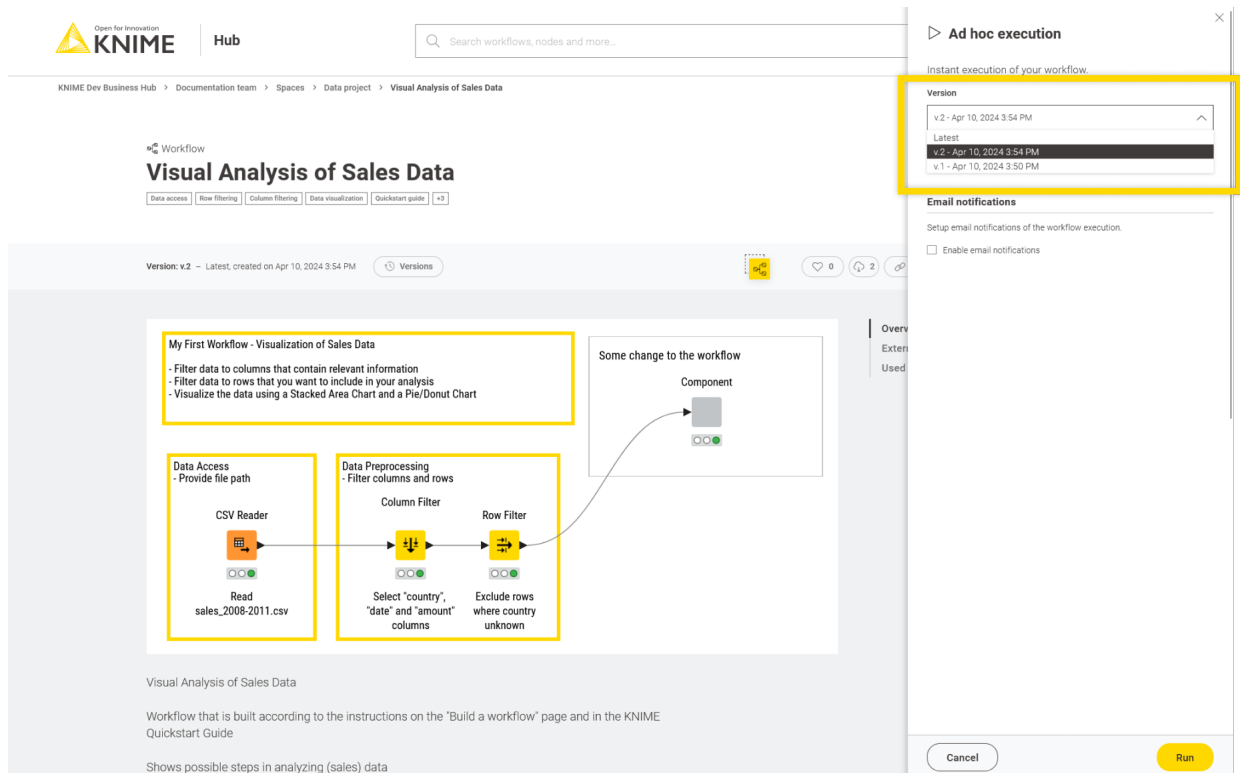 Open for Innovation
KNIME
Hub
Search workflows, nodes and more...
KNIME Dev Business Hub > Documentation team > Spaces > Data project > Visual Analysis of Sales Data
Workflow
Visual Analysis of Sales Data
Data access Row filtering Column filtering Data visualization Quickstart guide +3
Version: v.2 – Latest, created on Apr 10, 2024 3:54 PM
Versions
0
2
My First Workflow - Visualization of Sales Data
- Filter data to columns that contain relevant information
- Filter data to rows that you want to include in your analysis
- Visualize the data using a Stacked Area Chart and a Pie/Donut Chart
Some change to the workflow
Component
Data Access
- Provide file path
CSV Reader
Read
sales_2008-2011.csv
Data Preprocessing
- Filter columns and rows
Column Filter
Select "country",
"date" and "amount"
columns
Row Filter
Exclude rows
where country
unknown
Visual Analysis of Sales Data
Workflow that is built according to the instructions on the "Build a workflow" page and in the KNIME
Quickstart Guide
Shows possible steps in analyzing (sales) data
Overv
Extern
Used
Ad hoc execution
Instant execution of your workflow.
Version
v.2 - Apr 10, 2024 3:54 PM
Latest
v.2 - Apr 10, 2024 3:54 PM
v.1 - Apr 10, 2024 3:50 PM
Email notifications
Setup email notifications of the workflow execution.
Enable email notifications
Cancel
Run